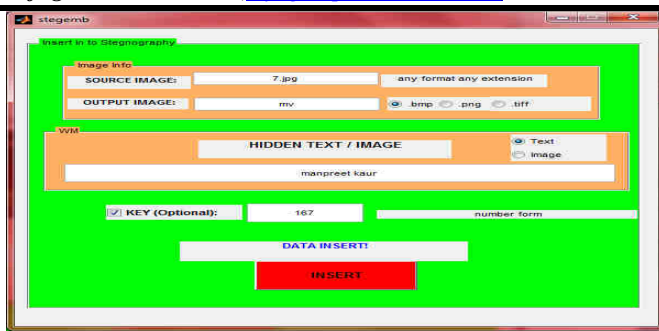 stegemb
Insert in to Stegnography
Image Info
SOURCE IMAGE: 7.jpg any format any extension
OUTPUT IMAGE: mv .bmp .png .tiff
WM
HIDDEN TEXT / IMAGE Text
Image
manpreet kaur
KEY (Optional): 167 number form
DATA INSERT!
INSERT